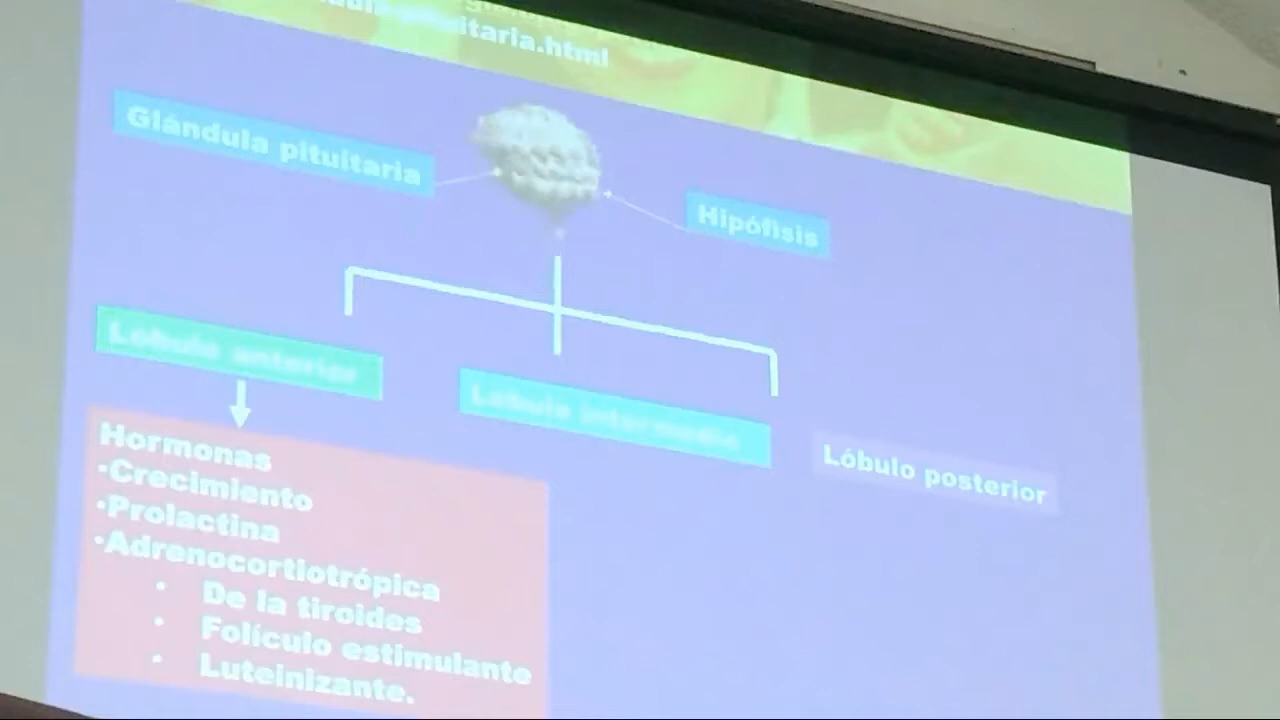 pituitaria.html
Glándula pituitaria
Hipófisis
Lóbulo anterior
Lóbulo intermedio
Lóbulo posterior
Hormonas
•Crecimiento
•Prolactina
•Adrenocortiotrópica
• De la tiroides
• Folículo estimulante
• Luteinizante.